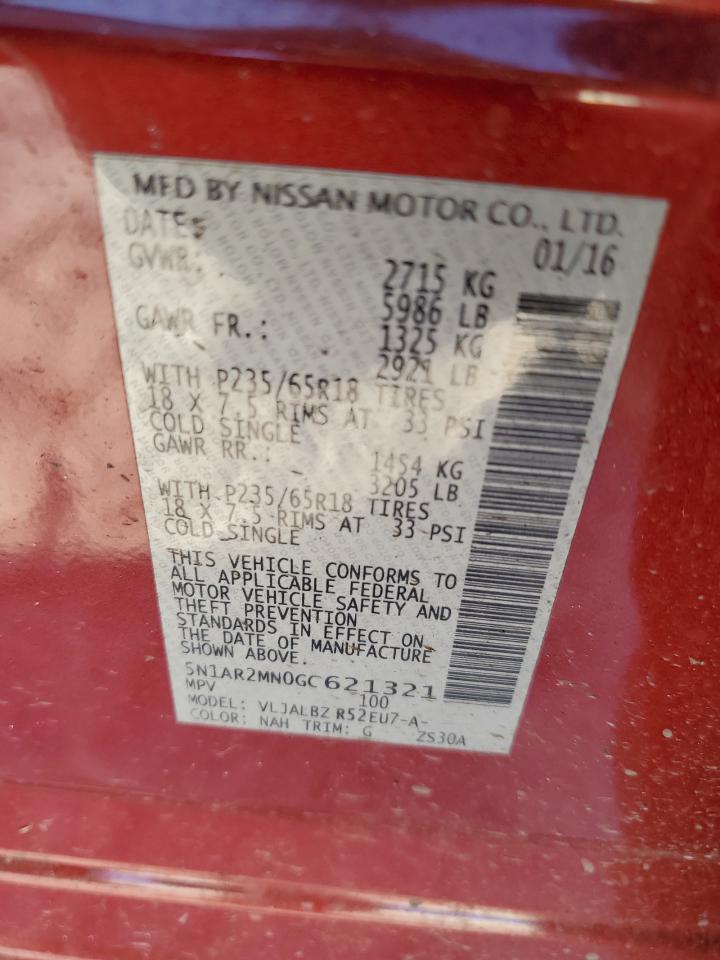 MFD BY NISSAN MOTOR CO., LTD.
DATE: 01/16
GVWR: 2715 KG
5986 LB
GAWR FR.: 1325 KG
2921 LB
WITH P235/65R18 TIRES
18 X 7.5 RIMS AT 33 PSI
COLD SINGLE
GAWR RR.: 1454 KG
3205 LB
WITH P235/65R18 TIRES
18 X 7.5 RIMS AT 33 PSI
COLD SINGLE
THIS VEHICLE CONFORMS TO
ALL APPLICABLE FEDERAL
MOTOR VEHICLE SAFETY AND
THEFT PREVENTION
STANDARDS IN EFFECT ON
THE DATE OF MANUFACTURE
SHOWN ABOVE.
5N1AR2MN0GC621321
MPV 100
MODEL: VLJALBZ R52EU7-A-
COLOR: NAH TRIM: G ZS30A